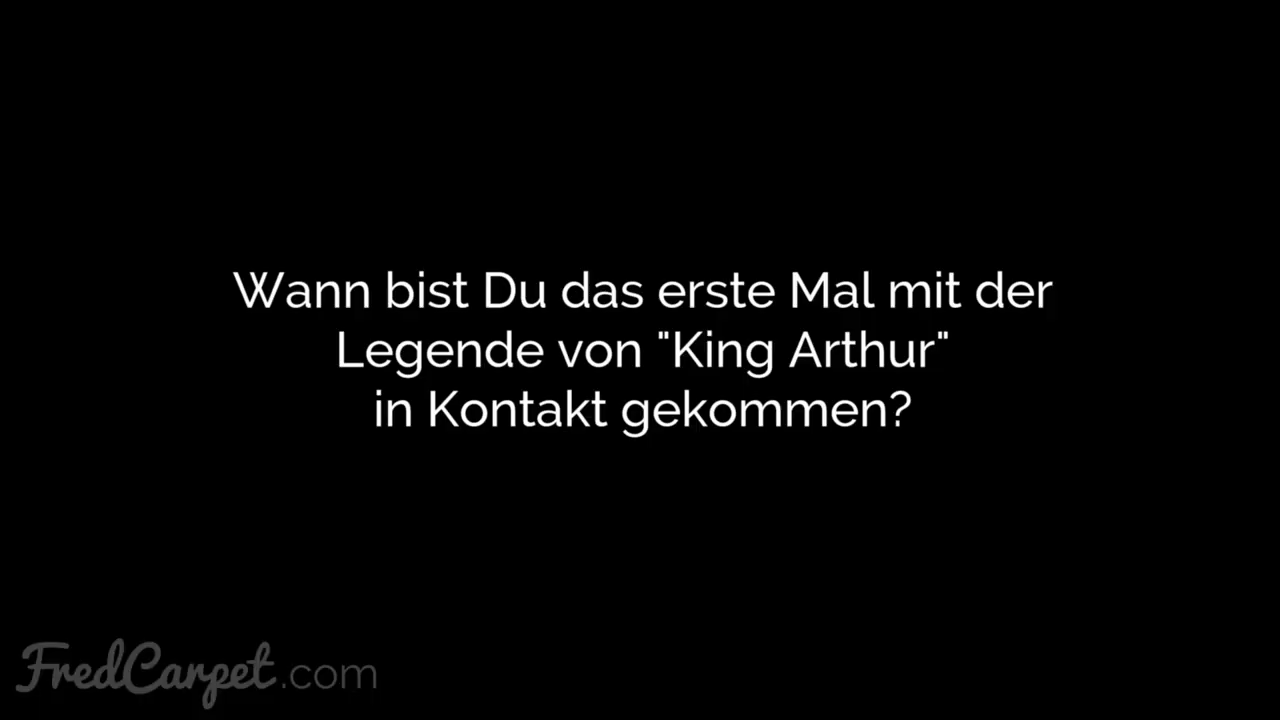 Wann bist Du das erste Mal mit der
Legende von "King Arthur"
in Kontakt gekommen?
FredCarpet.com